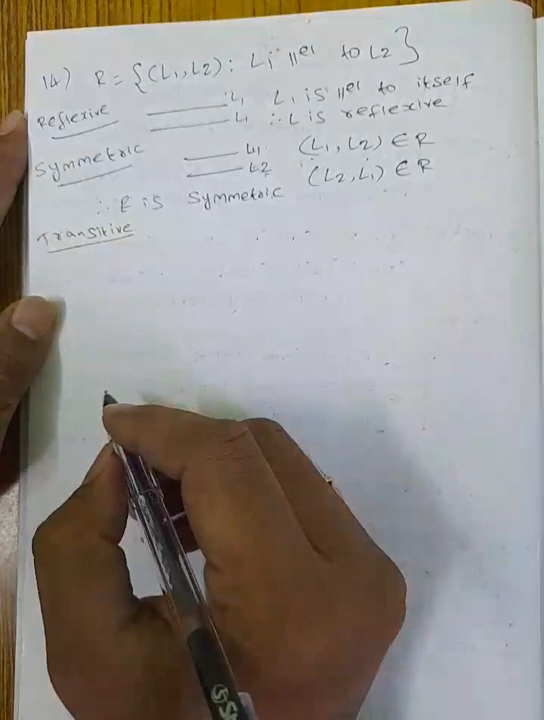 14) R = {(L1, L2): L1 ||el to L2}
Reflexive L1 L1 is ||el to itself
L1 ∴ L is reflexive
Symmetric L1 (L1, L2) ∈ R
L2 (L2, L1) ∈ R
∴ R is symmetric
Transitive